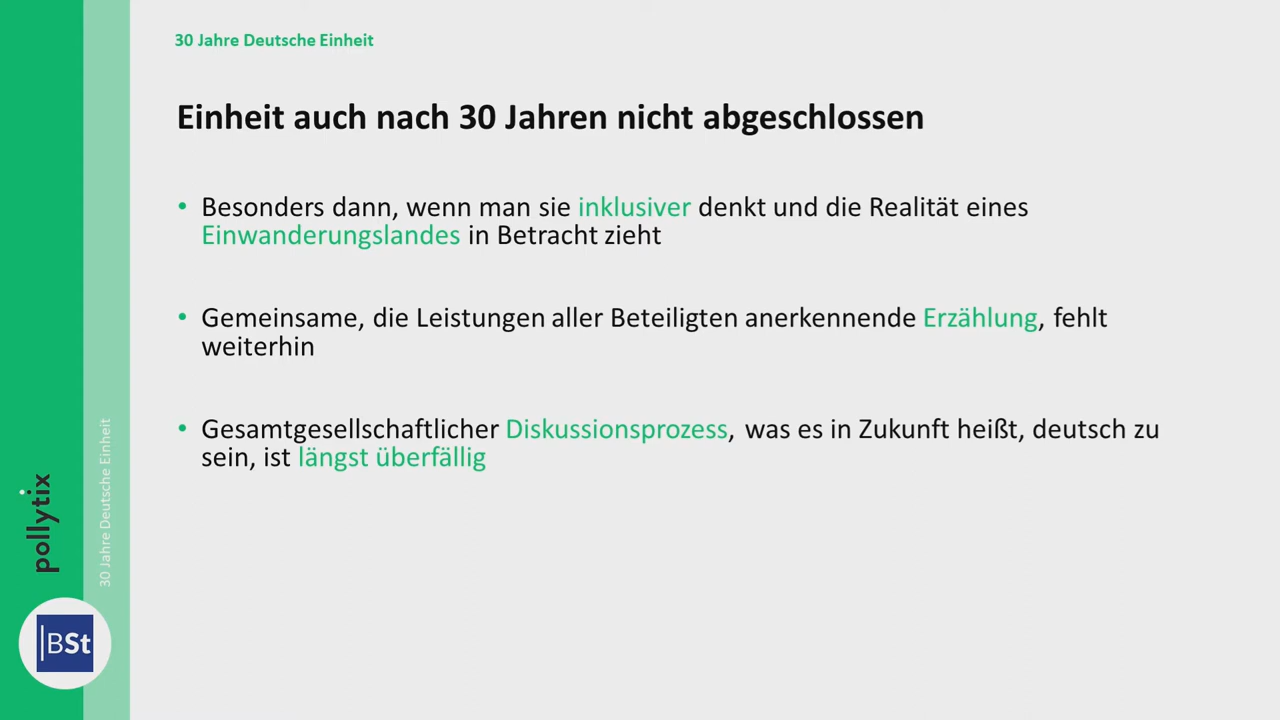 30 Jahre Deutsche Einheit
Einheit auch nach 30 Jahren nicht abgeschlossen
• Besonders dann, wenn man sie inklusiver denkt und die Realität eines
Einwanderungslandes in Betracht zieht
• Gemeinsame, die Leistungen aller Beteiligten anerkennende Erzählung, fehlt
weiterhin
• Gesamtgesellschaftlicher Diskussionsprozess, was es in Zukunft heißt, deutsch zu
sein, ist längst überfällig
pollytix
30 Jahre Deutsche Einheit
|BSt